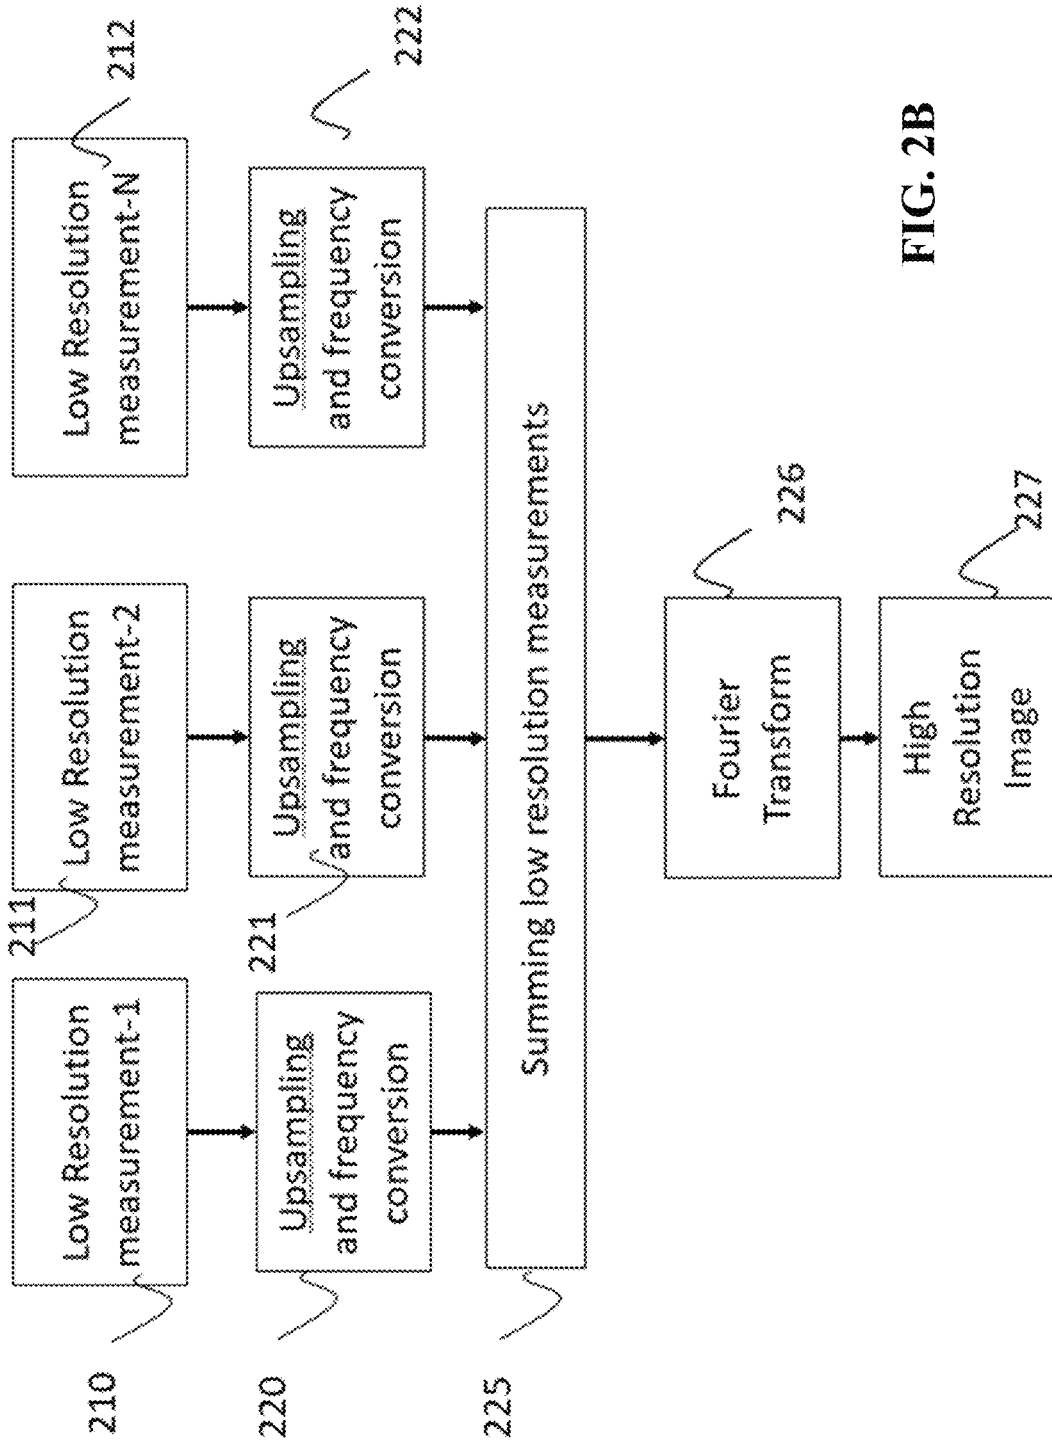 Low Resolution
measurement-1
210
Low Resolution
measurement-2
211
Low Resolution
measurement-N
212
Upsampling
and frequency
conversion
220
Upsampling
and frequency
conversion
221
Upsampling
and frequency
conversion
222
Summing low resolution measurements
225
Fourier
Transform
226
High
Resolution
Image
227
FIG. 2B